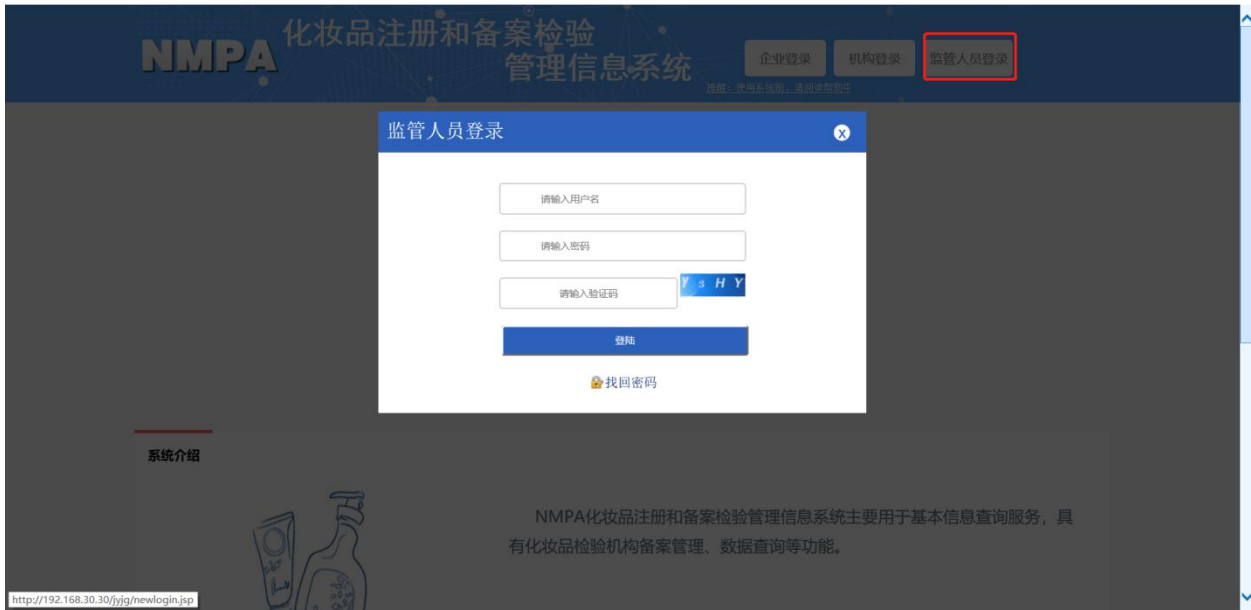 NMPA
化妆品注册和备案检验
管理信息系统
企业登录
机构登录
监管人员登录
监管人员登录
X
请输入用户名
请输入密码
请输入验证码
Y 3 H Y
登陆
找回密码
系统介绍
NMPA化妆品注册和备案检验管理信息系统主要用于基本信息查询服务，具
有化妆品检验机构备案管理、数据查询等功能。
http://192.168.30.30/jyjg/newlogin.jsp